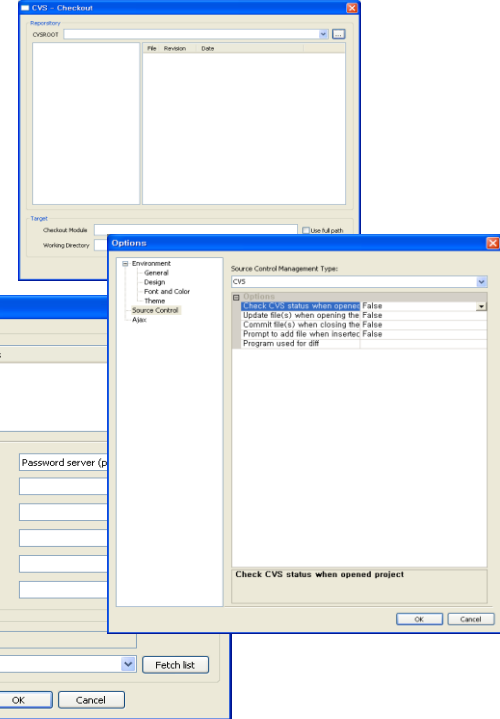 CVS - Checkout
Repository
CVSROOT
...
File Revision Date
Target
Checkout Module
Use full path
Working Directory
Options
Environment
General
Design
Font and Color
Theme
Source Control
Ajax
Source Control Management Type:
CVS
Options
Check CVS status when opened False
Update file(s) when opening the False
Commit file(s) when closing the False
Prompt to add file when inserted False
Program used for diff
Check CVS status when opened project
OK Cancel
Password server (p
Fetch list
OK Cancel